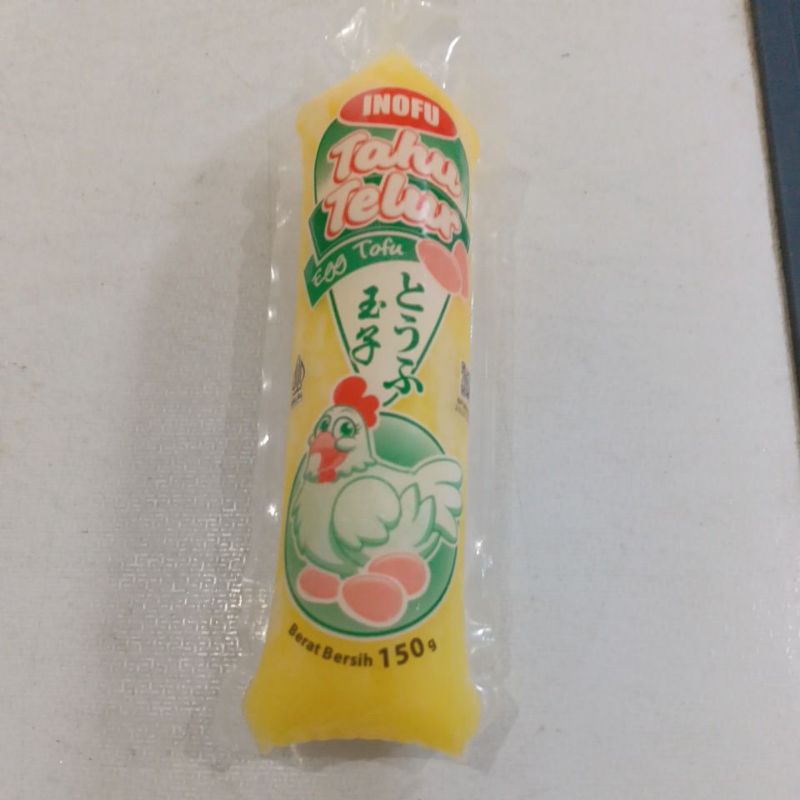 INOFU
Tahu
Telur
Egg Tofu
とうふ
玉子
Berat Bersih 150g